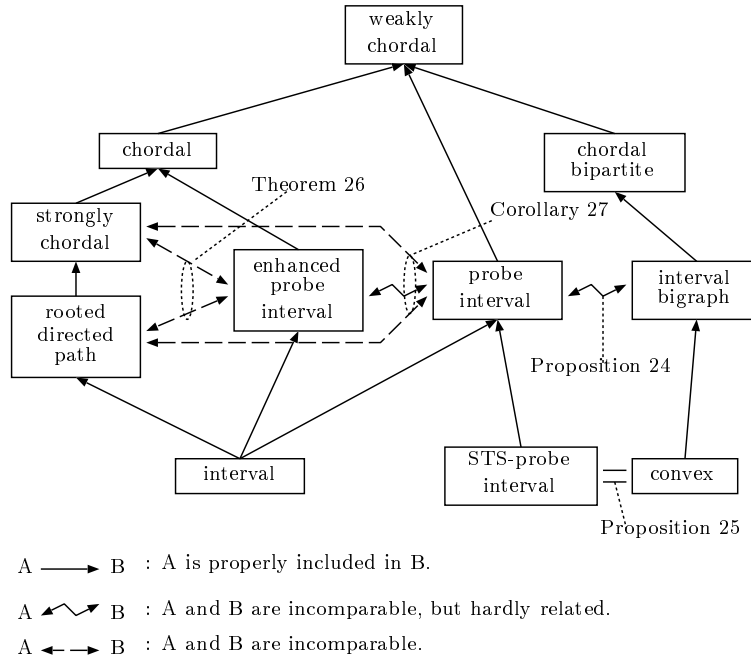 weakly
chordal
chordal
chordal
bipartite
Theorem 26
strongly
chordal
Corollary 27
enhanced
probe
interval
probe
interval
interval
bigraph
rooted
directed
path
Proposition 24
interval
STS-probe
interval
convex
Proposition 25
A B : A is properly included in B.
A B : A and B are incomparable, but hardly related.
A B : A and B are incomparable.